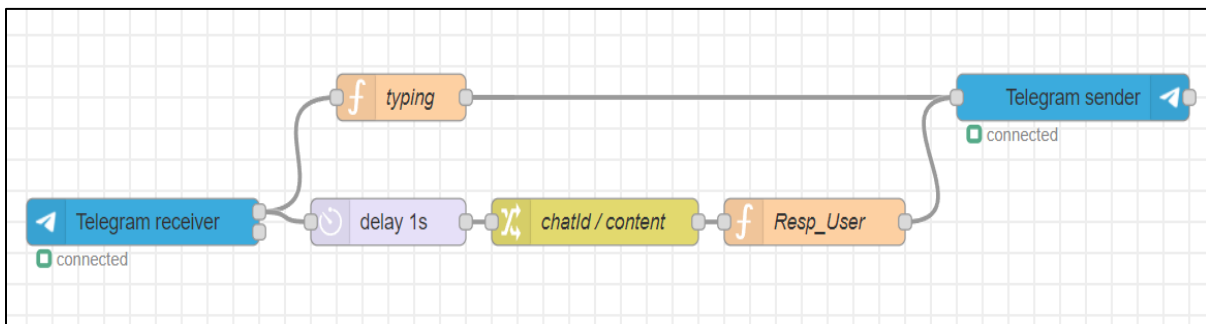 typing
Telegram sender
connected
Telegram receiver
delay 1s
chatId / content
Resp_User
connected